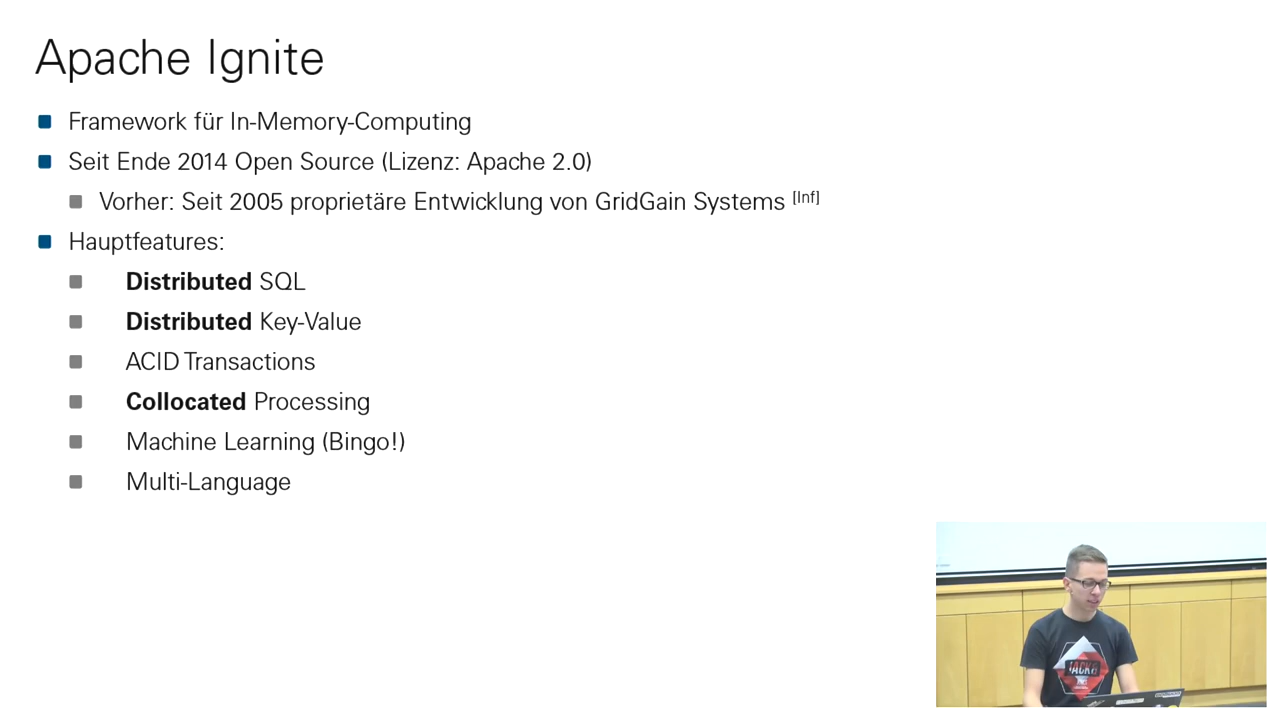 Apache Ignite
Framework für In-Memory-Computing
Seit Ende 2014 Open Source (Lizenz: Apache 2.0)
Vorher: Seit 2005 proprietäre Entwicklung von GridGain Systems [Inf]
Hauptfeatures:
Distributed SQL
Distributed Key-Value
ACID Transactions
Collocated Processing
Machine Learning (Bingo!)
Multi-Language